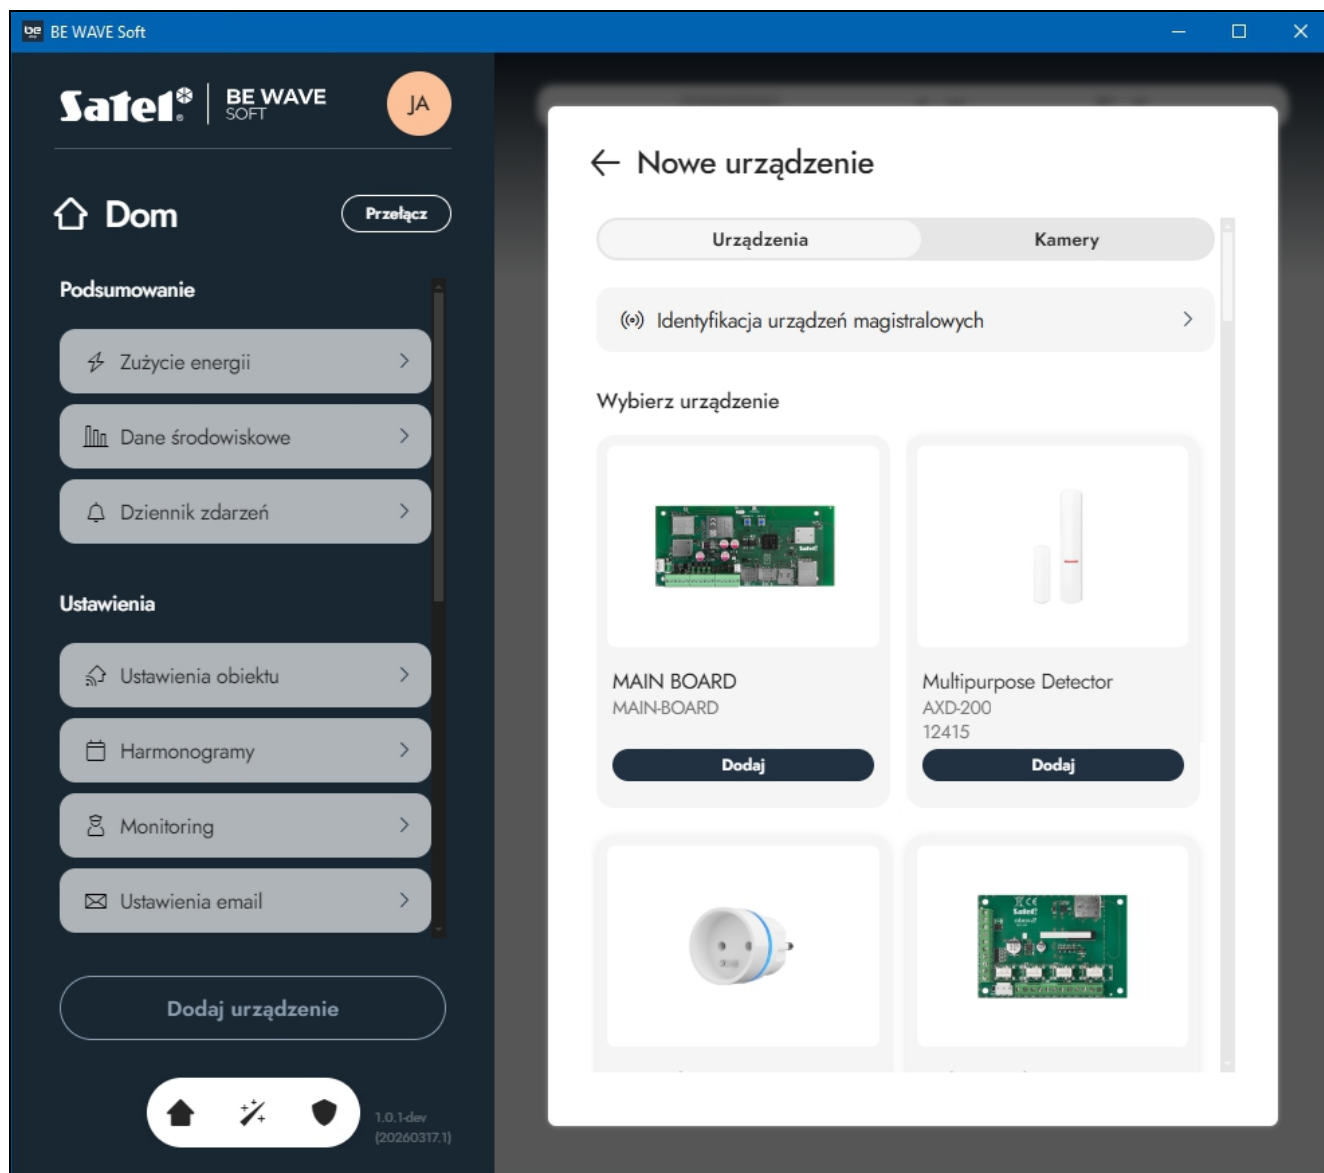 be
BE WAVE Soft
Satel®
BE WAVE
SOFT
JA
Dom
Przełącz
Podsumowanie
Zużycie energii
Dane środowiskowe
Dziennik zdarzeń
Ustawienia
Ustawienia obiektu
Harmonogramy
Monitoring
Ustawienia email
Dodaj urządzenie
1.0.1-dev
(20260317.1)
Nowe urządzenie
Urządzenia
Kamery
Identyfikacja urządzeń magistralowych
Wybierz urządzenie
MAIN BOARD
MAIN-BOARD
Dodaj
Multipurpose Detector
AXD-200
12415
Dodaj
Satel